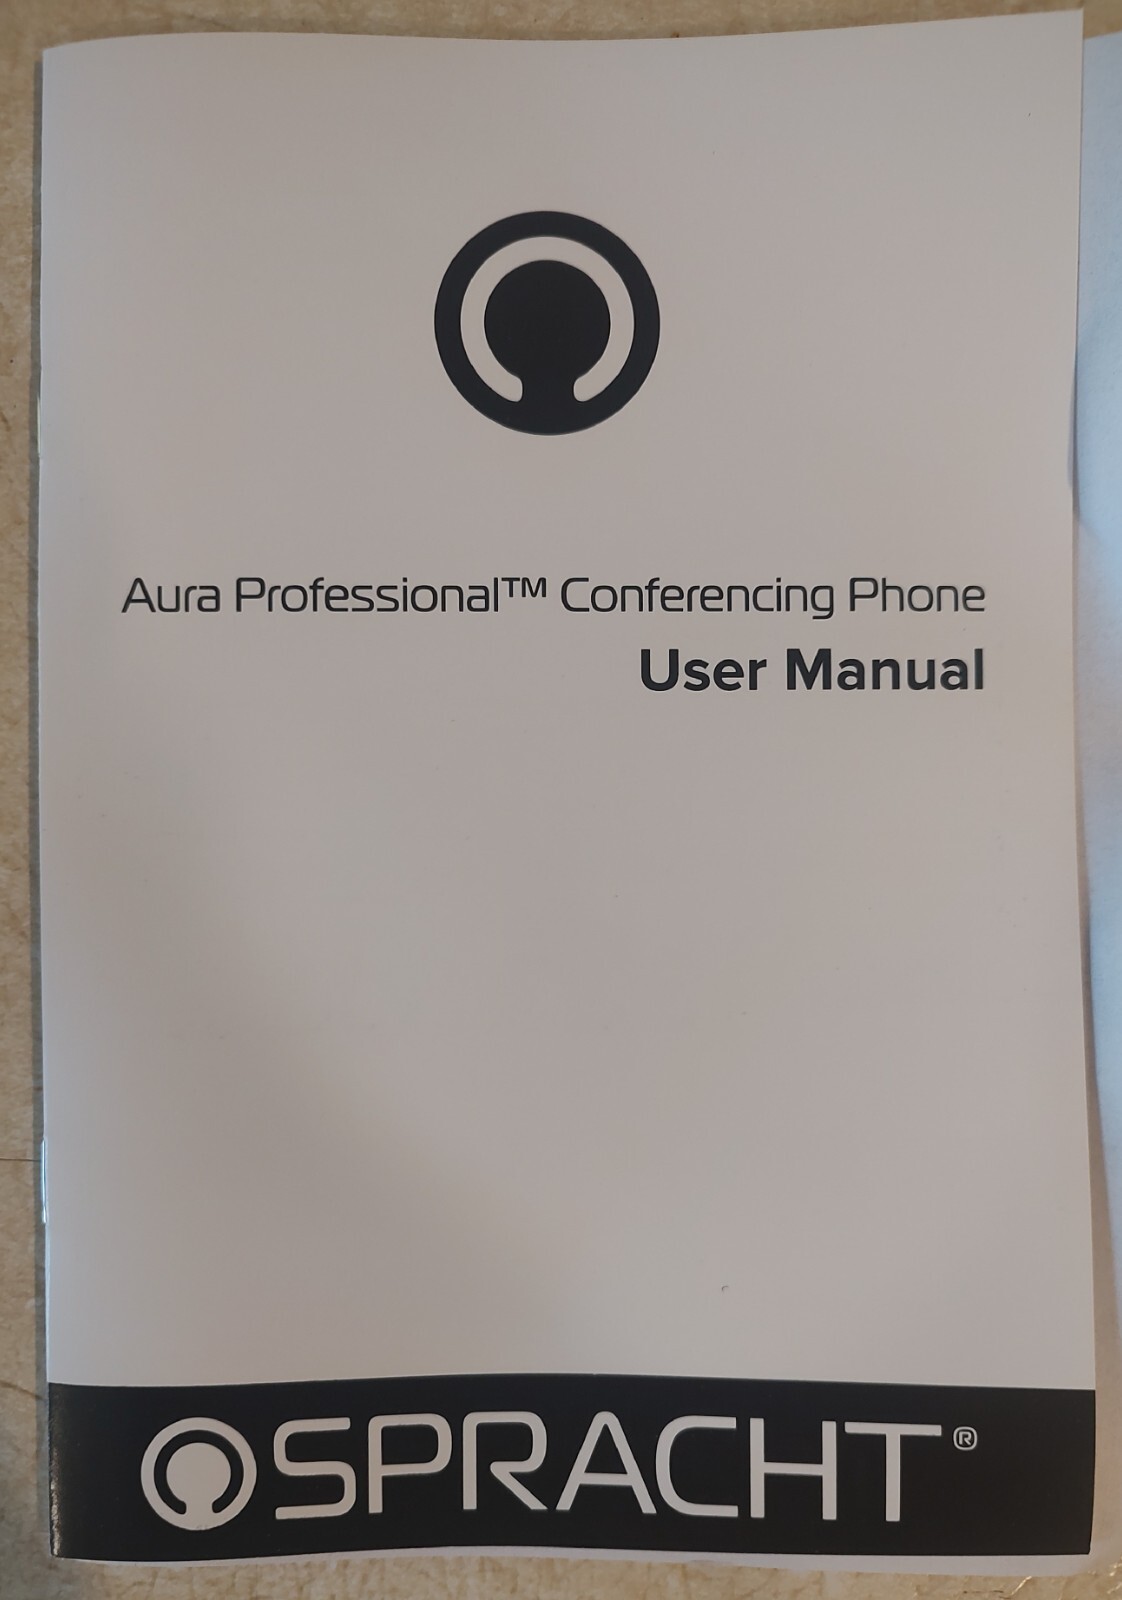 Aura Professional™ Conferencing Phone
User Manual
SPRACHT®